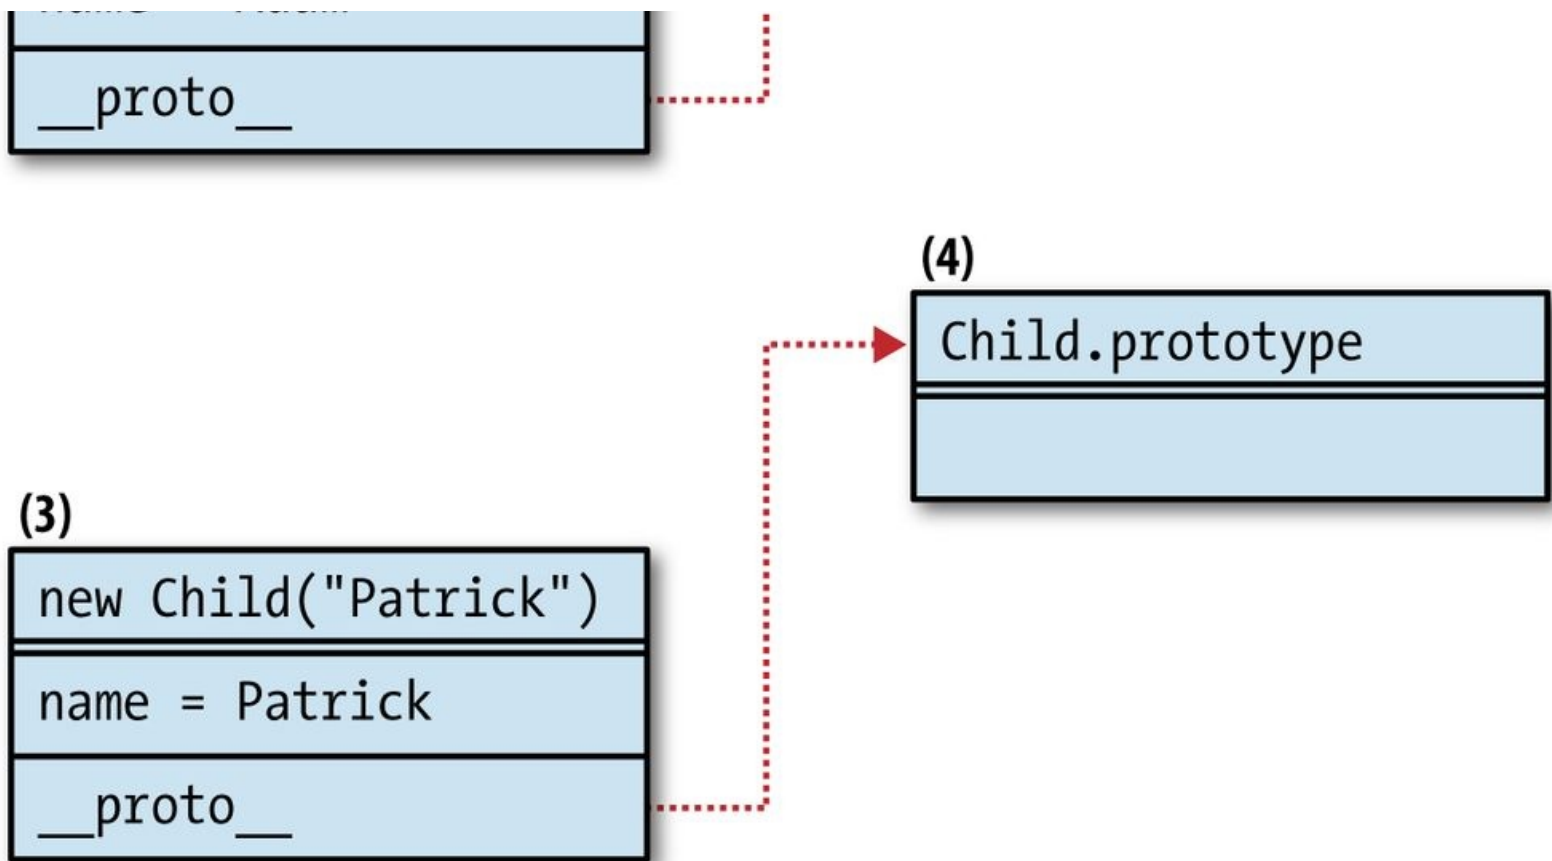 __proto__
(4)
Child.prototype
(3)
new Child("Patrick")
name = Patrick
__proto__